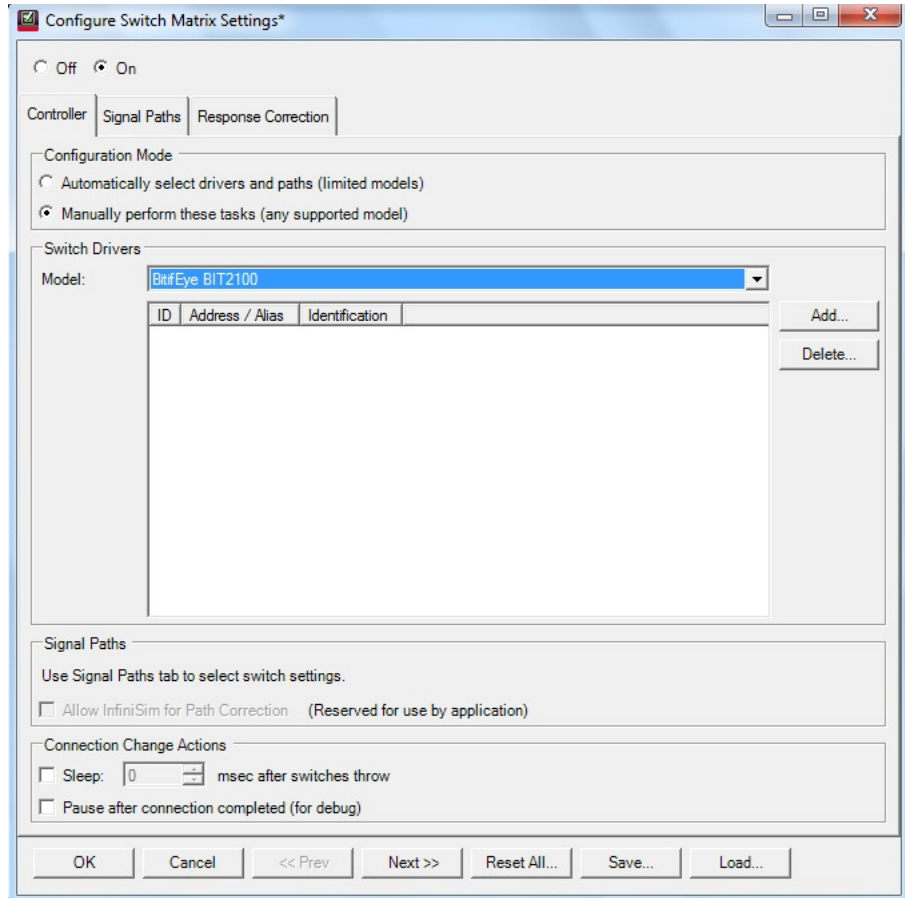 Configure Switch Matrix Settings*
Off On
Controller Signal Paths Response Correction
Configuration Mode
Automatically select drivers and paths (limited models)
Manually perform these tasks (any supported model)
Switch Drivers
Model: BitifEye BIT2100
ID Address / Alias Identification Add...
Delete...
Signal Paths
Use Signal Paths tab to select switch settings.
Allow InfiniSim for Path Correction (Reserved for use by application)
Connection Change Actions
Sleep: 0 msec after switches throw
Pause after connection completed (for debug)
OK Cancel << Prev Next >> Reset All... Save... Load...